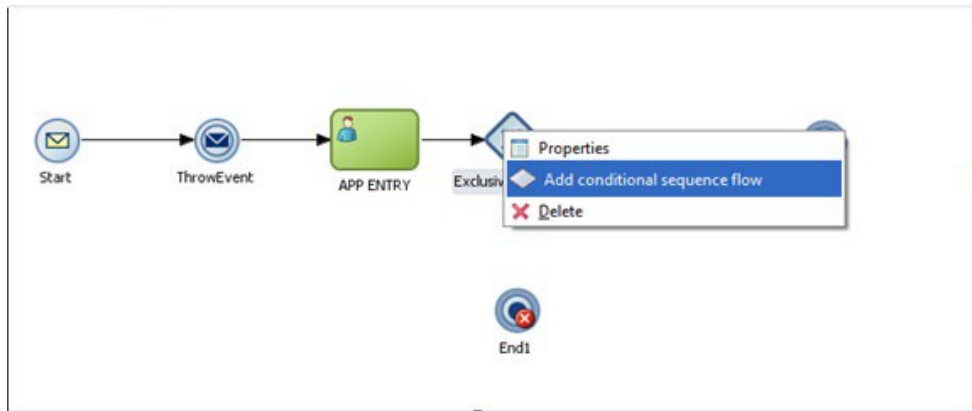 Start
ThrowEvent
APP ENTRY
Exclusiv
Properties
Add conditional sequence flow
Delete
End1